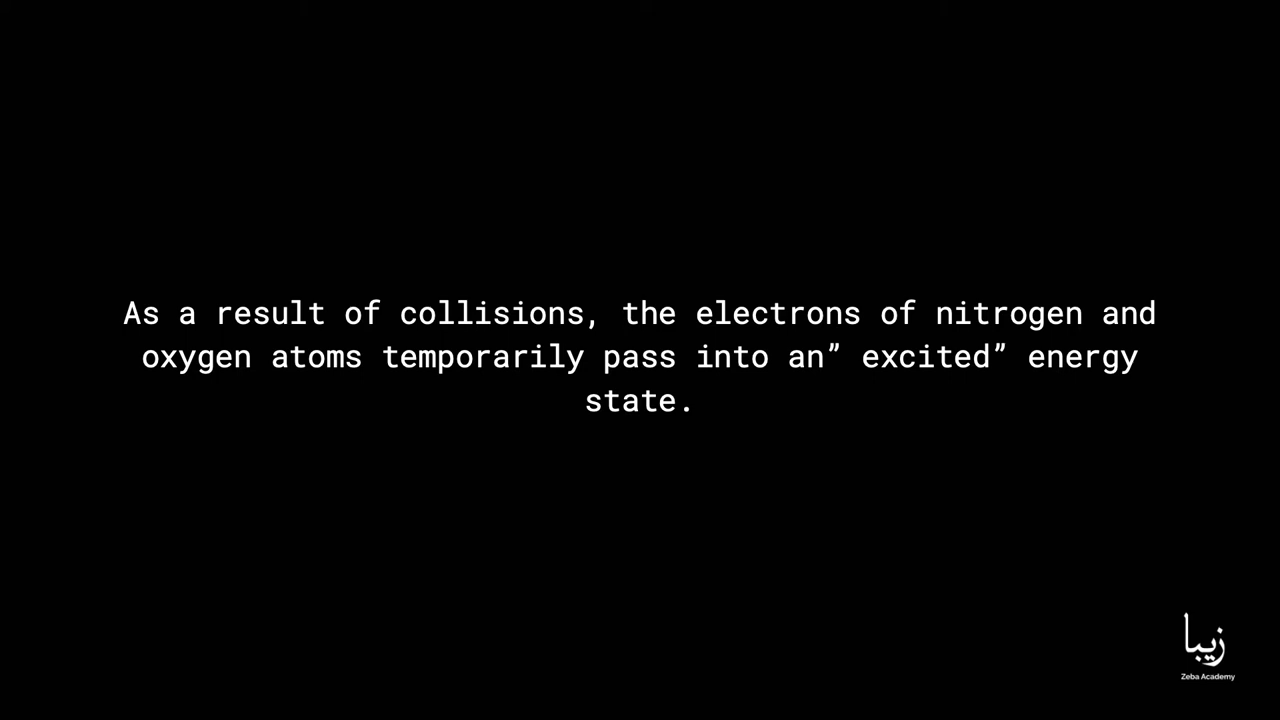 As a result of collisions, the electrons of nitrogen and
oxygen atoms temporarily pass into an” excited” energy
state.
زيبا
Zeba Academy